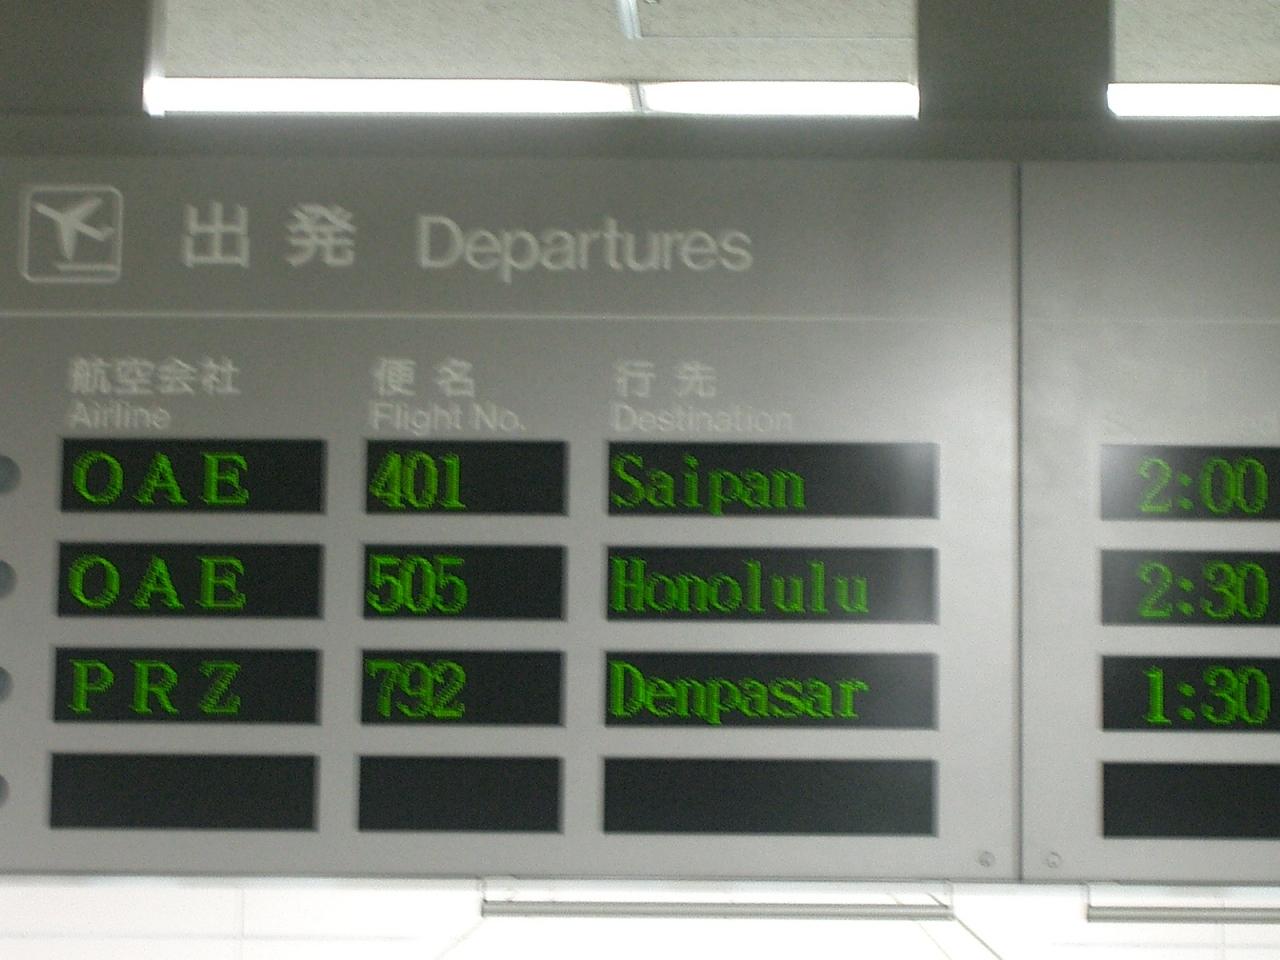 出発 Departures
航空会社 便名 行先
Airline Flight No. Destination
OAE 401 Saipan 2:00
OAE 505 Honolulu 2:30
PRZ 792 Denpasar 1:30